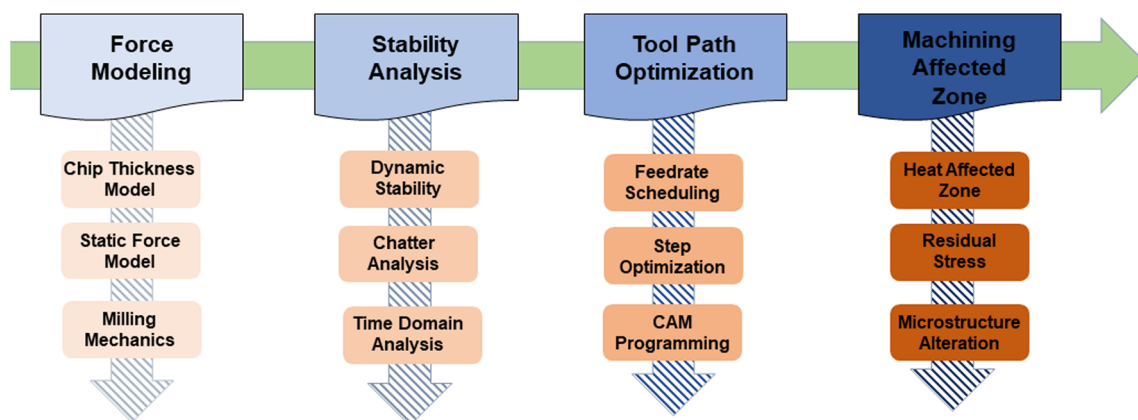 Force
Modeling
Stability
Analysis
Tool Path
Optimization
Machining
Affected
Zone
Chip Thickness
Model
Static Force
Model
Milling
Mechanics
Dynamic
Stability
Chatter
Analysis
Time Domain
Analysis
Feedrate
Scheduling
Step
Optimization
CAM
Programming
Heat Affected
Zone
Residual
Stress
Microstructure
Alteration